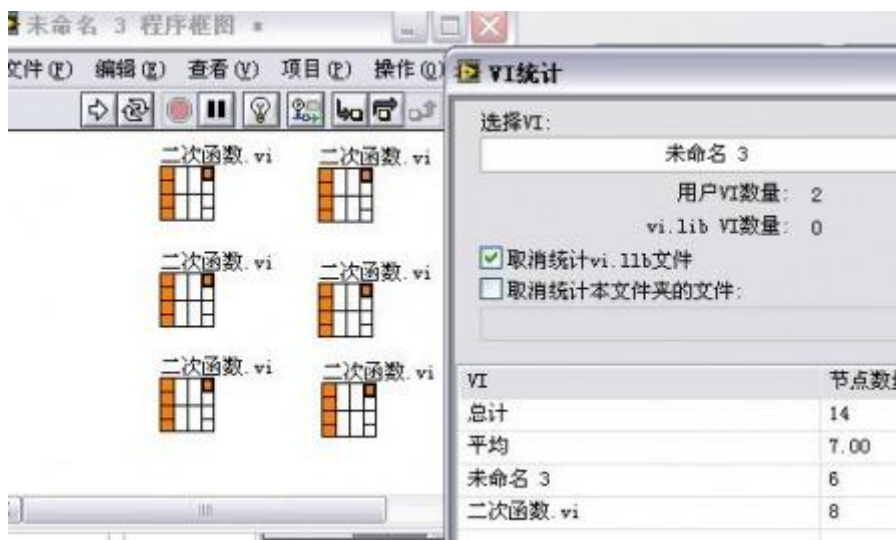 未命名 3 程序框图 *
文件(F) 编辑(E) 查看(V) 项目(P) 操作(O)
二次函数.vi 二次函数.vi
二次函数.vi 二次函数.vi
二次函数.vi 二次函数.vi
VI统计
选择VI:
未命名 3
用户VI数量: 2
vi.lib VI数量: 0
取消统计vi.llb文件
取消统计本文件夹的文件:
VI 节点数量
总计 14
平均 7.00
未命名 3 6
二次函数.vi 8